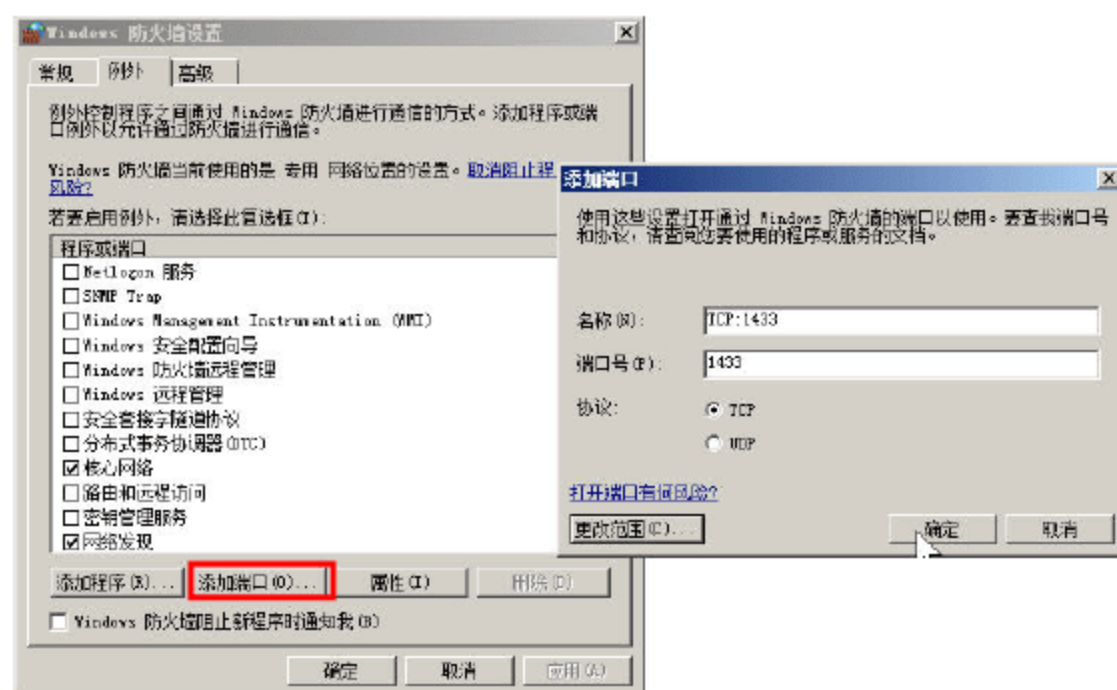 Windows 防火墙设置
常规 例外 高级
例外控制程序之间通过 Windows 防火墙进行通信的方式。添加程序或端
口例外以允许通过防火墙进行通信。
Windows 防火墙当前使用的是 专用 网络位置的设置。取消阻止程
风险?
若要启用例外，请选择此复选框(T):
程序或端口
Netlogon 服务
SNMP Trap
Windows Management Instrumentation (WMI)
Windows 安全配置向导
Windows 防火墙远程管理
Windows 远程管理
安全套接字隧道协议
分布式事务协调器(DTC)
核心网络
路由和远程访问
密钥管理服务
网络发现
添加程序(R)... 添加端口(O)... 属性(I) 删除(D)
Windows 防火墙阻止新程序时通知我(B)
确定 取消 应用(A)
添加端口
使用这些设置打开通过 Windows 防火墙的端口以使用。要查找端口号
和协议，请查阅您要使用的程序或服务的文档。
名称(N): TCP:1433
端口号(P): 1433
协议: TCP
UDP
打开端口有何风险?
更改范围(C)... 确定 取消